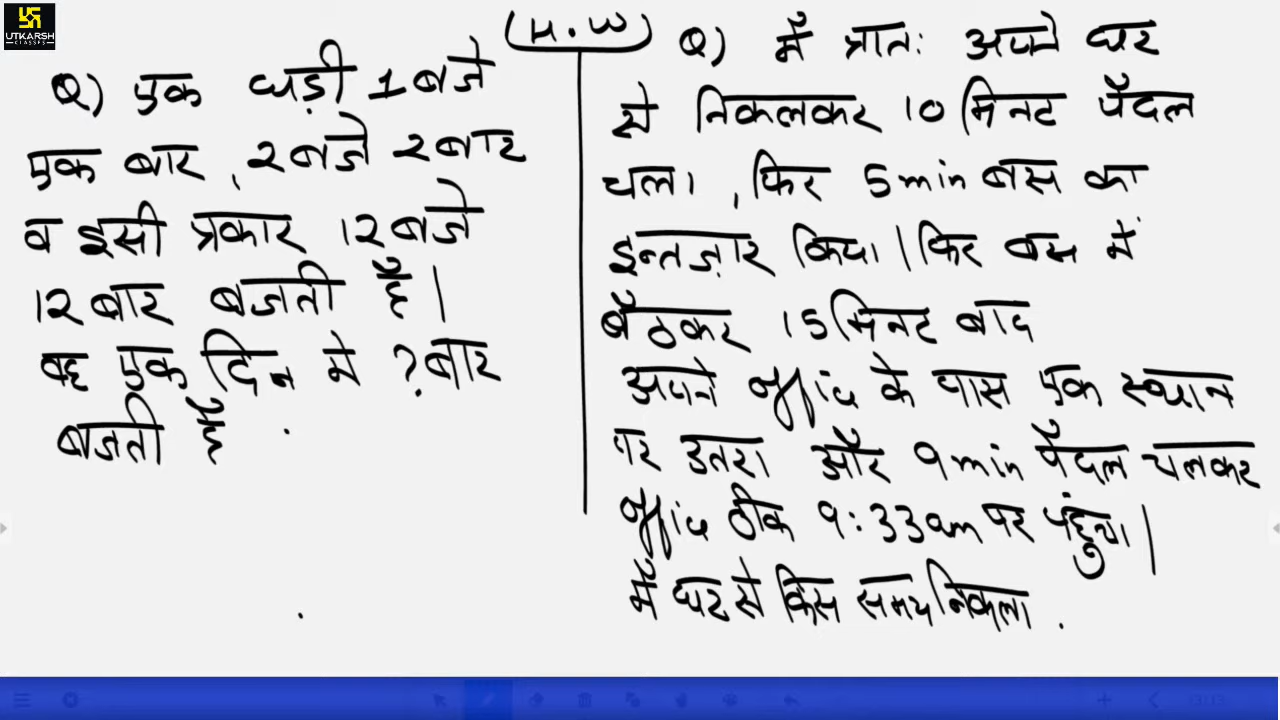 UTKARSH
CLASSES
(H.W)
Q) एक घड़ी 1 बजे
एक बार, 2 बजे 2 बार
व इसी प्रकार 12 बजे
12 बार बजती है।
वह एक दिन मे ? बार
बजती है .
Q) मैं प्रातः अपने घर
से निकलकर 10 मिनट पैदल
चला, फिर 5 min बस का
इन्तज़ार किया। फिर बस में
बैठकर 15 मिनट बाद
अपने office के पास एक स्थान
पर उतरा और 9 min पैदल चलकर
office ठीक 9:33 am पर पहुंचा।
मैं घर से किस समय निकला .